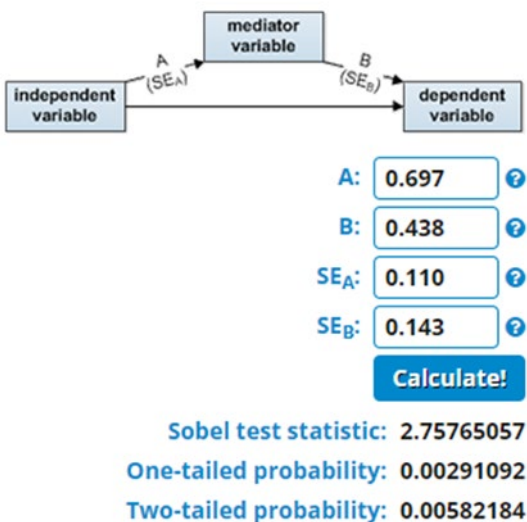 mediator
variable
A
(SEA)
B
(SEB)
independent
variable
dependent
variable
A: 0.697 ?
B: 0.438 ?
SEA: 0.110 ?
SEB: 0.143 ?
Calculate!
Sobel test statistic: 2.75765057
One-tailed probability: 0.00291092
Two-tailed probability: 0.00582184